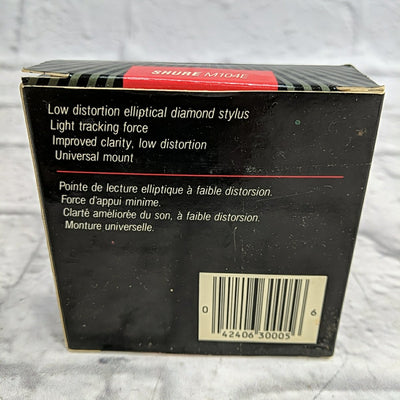 SHURE M104E
Low distortion elliptical diamond stylus
Light tracking force
Improved clarity, low distortion
Universal mount
Pointe de lecture elliptique à faible distorsion.
Force d'appui minime.
Clarté améliorée du son, à faible distorsion.
Monture universelle.
0 42406 30005 6